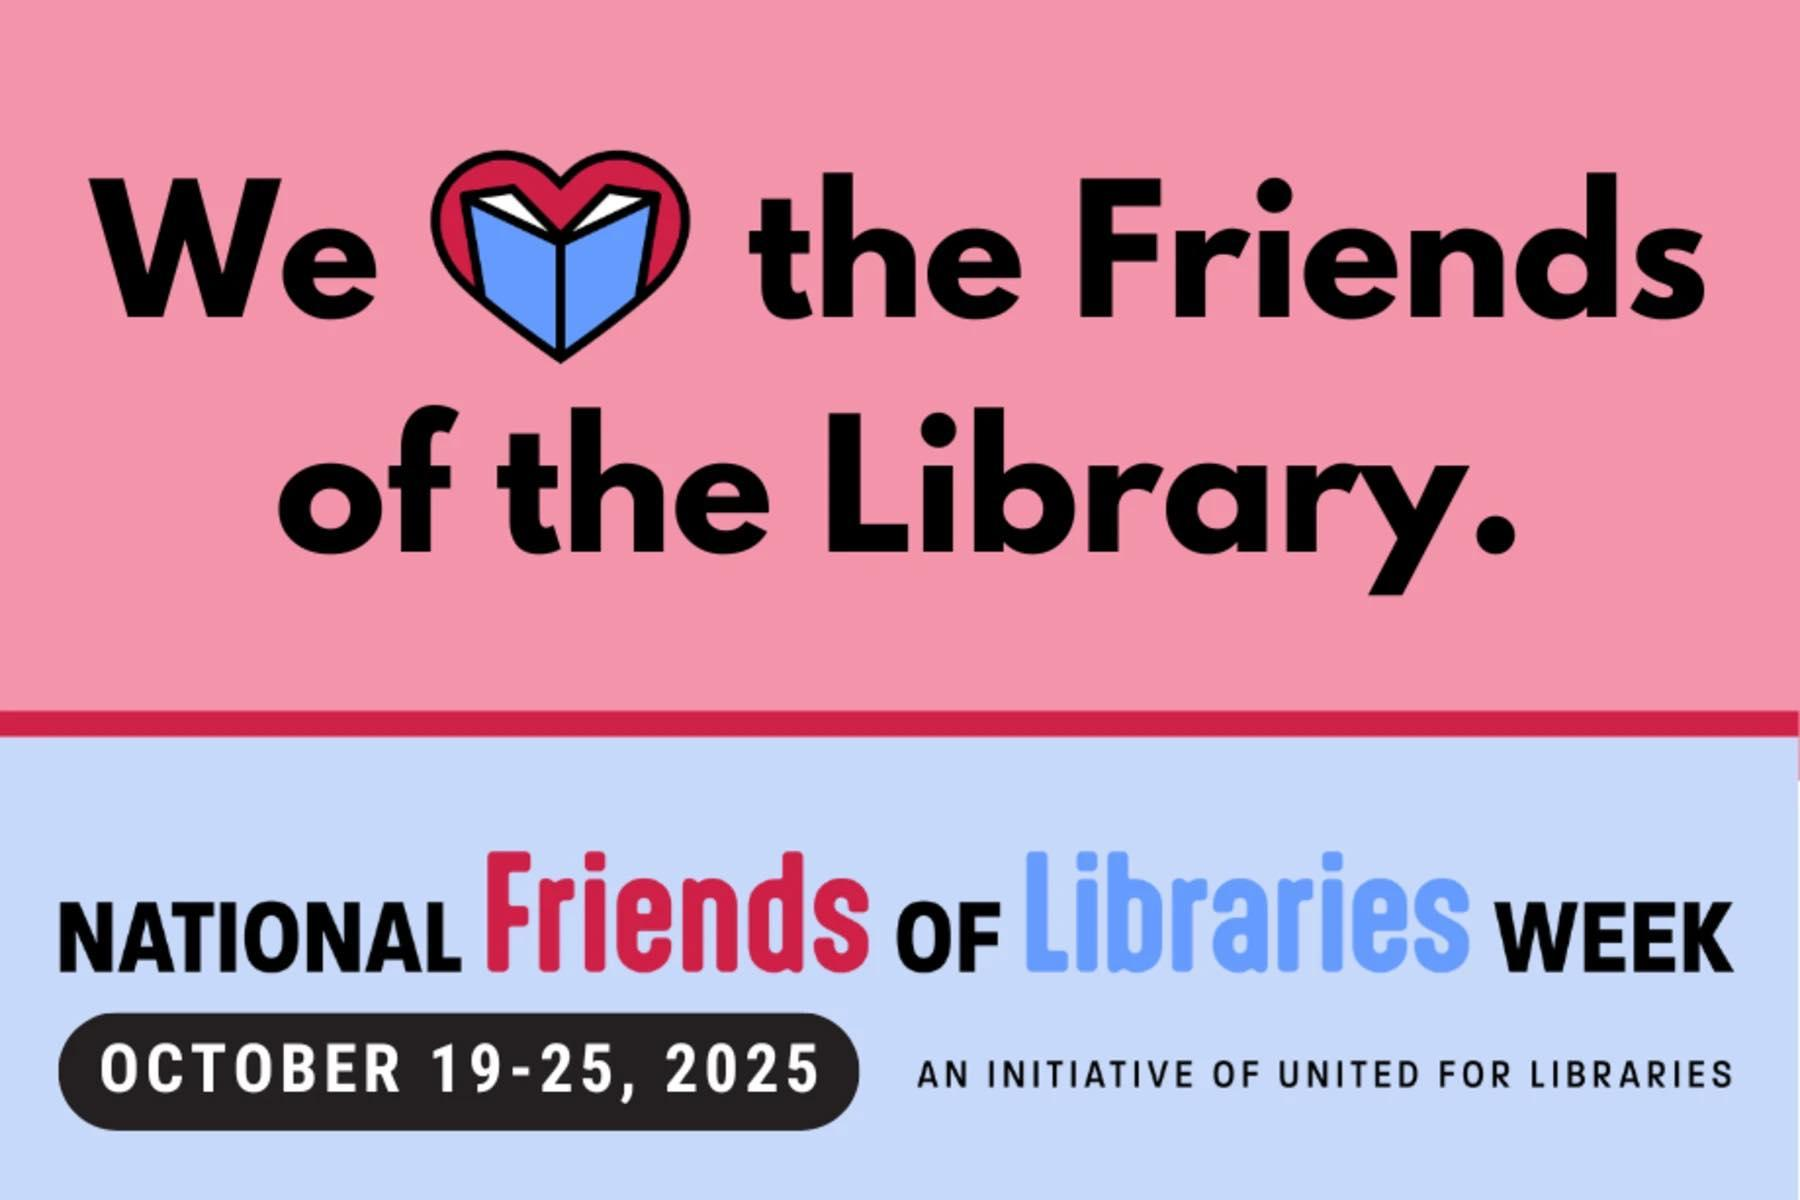 We the Friends
of the Library.
NATIONAL Friends OF Libraries WEEK
OCTOBER 19-25, 2025
AN INITIATIVE OF UNITED FOR LIBRARIES